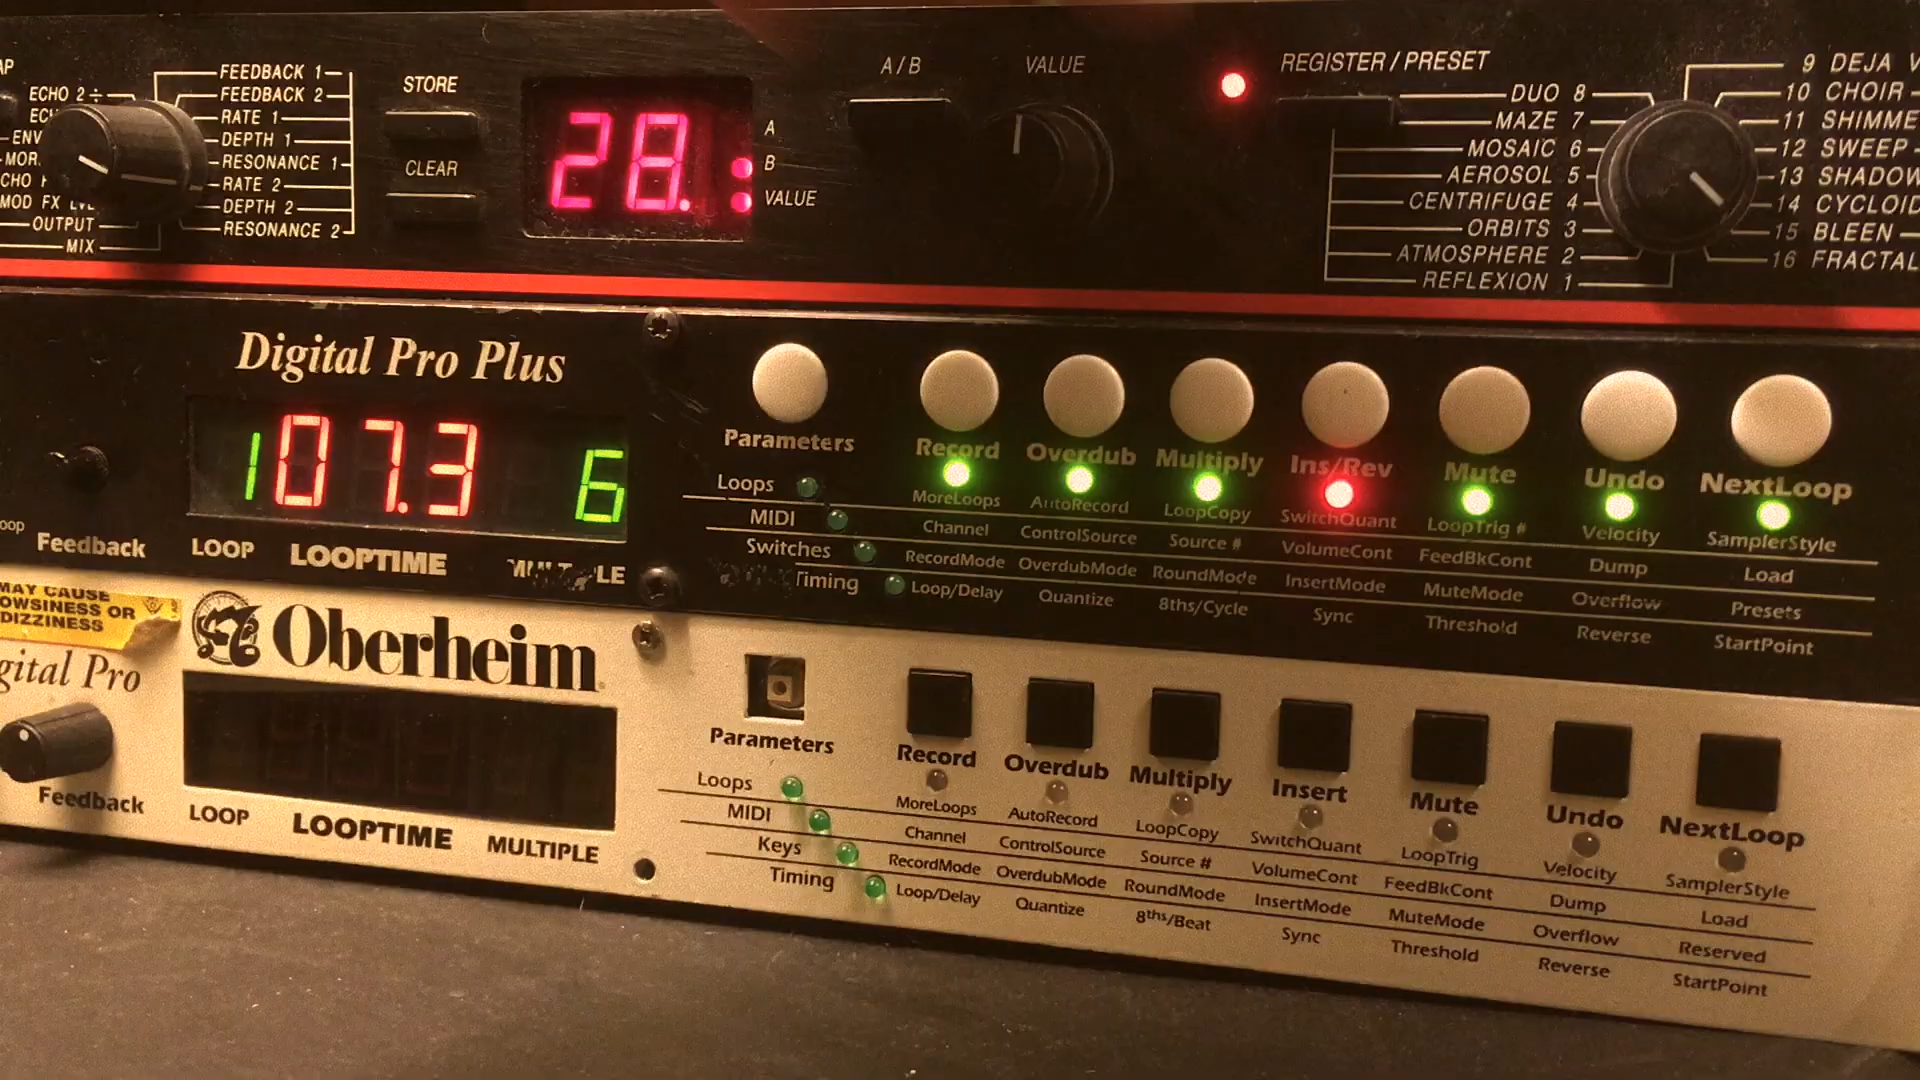 FEEDBACK 1
ECHO 2 ÷
FEEDBACK 2
RATE 1
DEPTH 1
RESONANCE 1
RATE 2
DEPTH 2
OUTPUT
RESONANCE 2
MIX
STORE
CLEAR
28.
A
B
VALUE
A / B
VALUE
REGISTER / PRESET
DUO 8
MAZE 7
MOSAIC 6
AEROSOL 5
CENTRIFUGE 4
ORBITS 3
ATMOSPHERE 2
REFLEXION 1
9 DEJA V
10 CHOIR
11 SHIMME
12 SWEEP
13 SHADOW
14 CYCLOID
15 BLEEN
16 FRACTAL
Digital Pro Plus
1 07.3 6
Feedback
LOOP LOOPTIME
Parameters
Record Overdub Multiply Ins/Rev Mute Undo NextLoop
Loops MoreLoops AutoRecord LoopCopy SwitchQuant LoopTrig # Velocity SamplerStyle
MIDI Channel ControlSource Source # VolumeCont FeedBkCont Dump Load
Switches RecordMode OverdubMode RoundMode InsertMode MuteMode Overflow Presets
Timing Loop/Delay Quantize 8ths/Cycle Sync Threshold Reverse StartPoint
MAY CAUSE
OWSINESS OR
DIZZINESS
gital Pro
Oberheim
Feedback
LOOP LOOPTIME MULTIPLE
Parameters
Record Overdub Multiply Insert Mute Undo NextLoop
Loops MoreLoops AutoRecord LoopCopy SwitchQuant LoopTrig Velocity SamplerStyle
MIDI Channel ControlSource Source # VolumeCont FeedBkCont Dump Load
Keys RecordMode OverdubMode RoundMode InsertMode MuteMode Overflow Reserved
Timing Loop/Delay Quantize 8ths/Beat Sync Threshold Reverse StartPoint